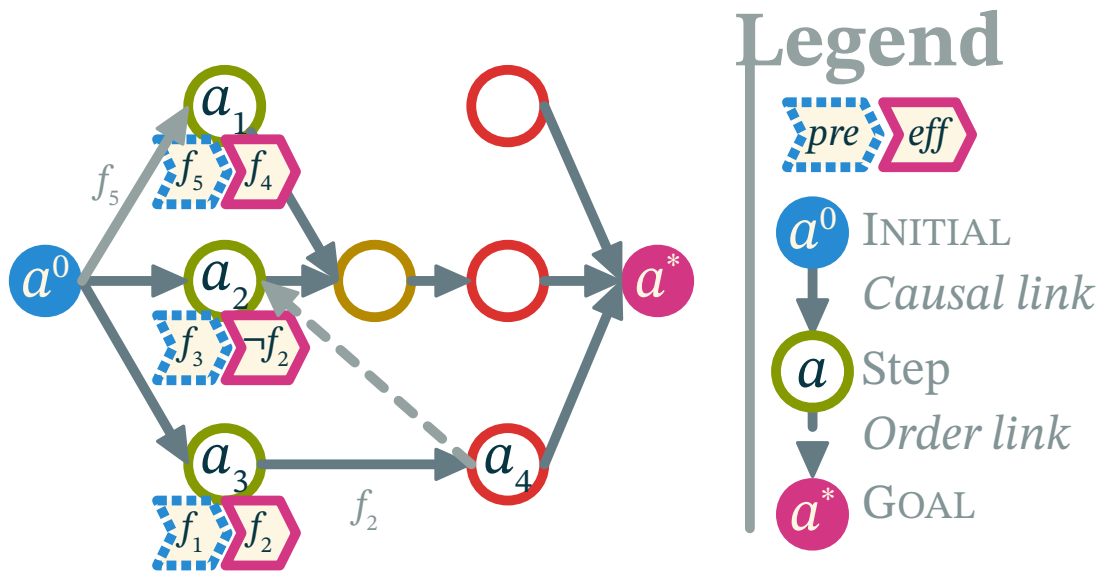 Legend
a₁
f₅
f₅
f₄
pre
eff
a⁰
a₂
f₃
¬f₂
a*
a⁰
INITIAL
Causal link
a
Step
Order link
a₃
a₄
f₂
f₁
f₂
a*
GOAL